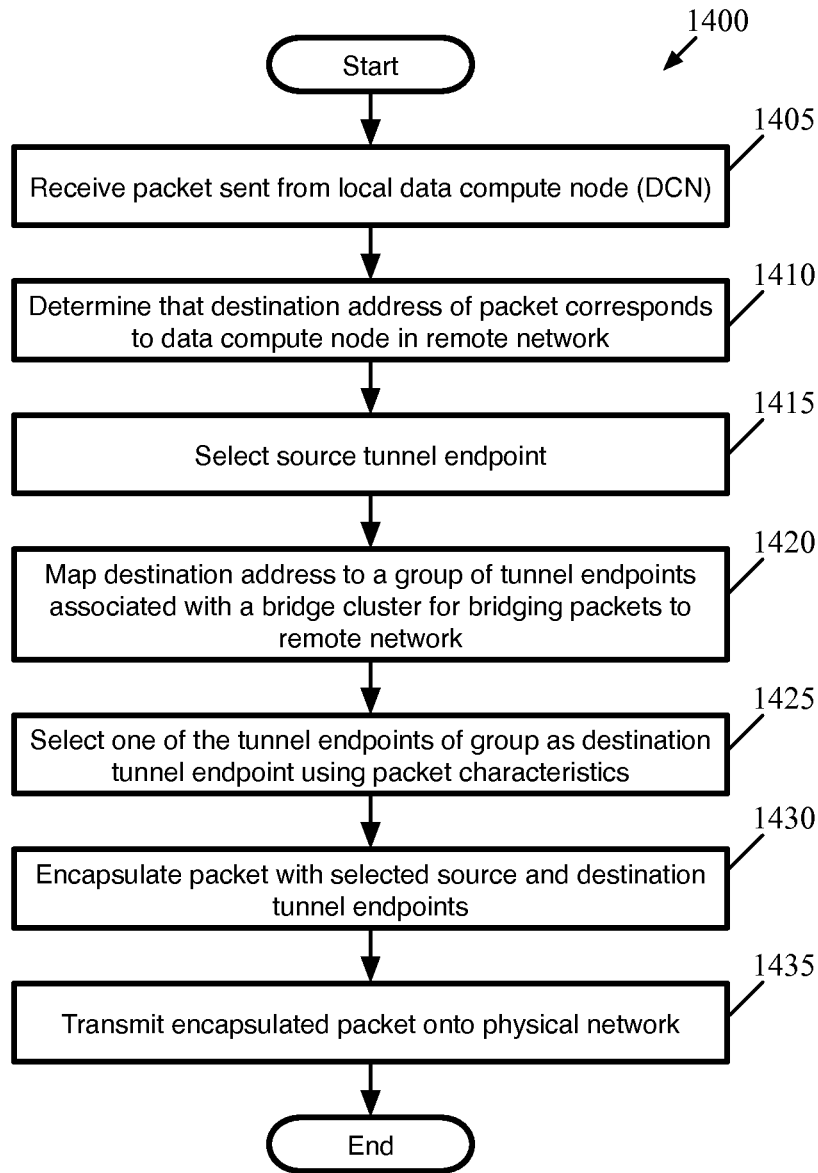 1400
Start
1405
Receive packet sent from local data compute node (DCN)
1410
Determine that destination address of packet corresponds
to data compute node in remote network
1415
Select source tunnel endpoint
1420
Map destination address to a group of tunnel endpoints
associated with a bridge cluster for bridging packets to
remote network
1425
Select one of the tunnel endpoints of group as destination
tunnel endpoint using packet characteristics
1430
Encapsulate packet with selected source and destination
tunnel endpoints
1435
Transmit encapsulated packet onto physical network
End